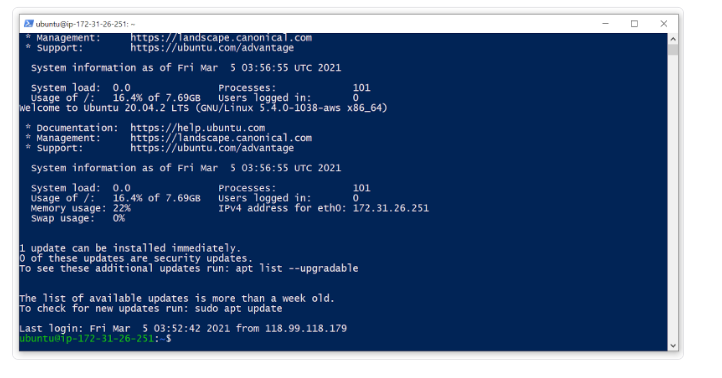 ubuntu@ip-172-31-26-251: ~
* Management: https://landscape.canonical.com
* Support: https://ubuntu.com/advantage
System information as of Fri Mar 5 03:56:55 UTC 2021
System load: 0.0 Processes: 101
Usage of /: 16.4% of 7.69GB Users logged in: 0
Welcome to Ubuntu 20.04.2 LTS (GNU/Linux 5.4.0-1038-aws x86_64)
* Documentation: https://help.ubuntu.com
* Management: https://landscape.canonical.com
* Support: https://ubuntu.com/advantage
System information as of Fri Mar 5 03:56:55 UTC 2021
System load: 0.0 Processes: 101
Usage of /: 16.4% of 7.69GB Users logged in: 0
Memory usage: 22% IPv4 address for eth0: 172.31.26.251
Swap usage: 0%
1 update can be installed immediately.
0 of these updates are security updates.
To see these additional updates run: apt list --upgradable
The list of available updates is more than a week old.
To check for new updates run: sudo apt update
Last login: Fri Mar 5 03:52:42 2021 from 118.99.118.179
ubuntu@ip-172-31-26-251:~$